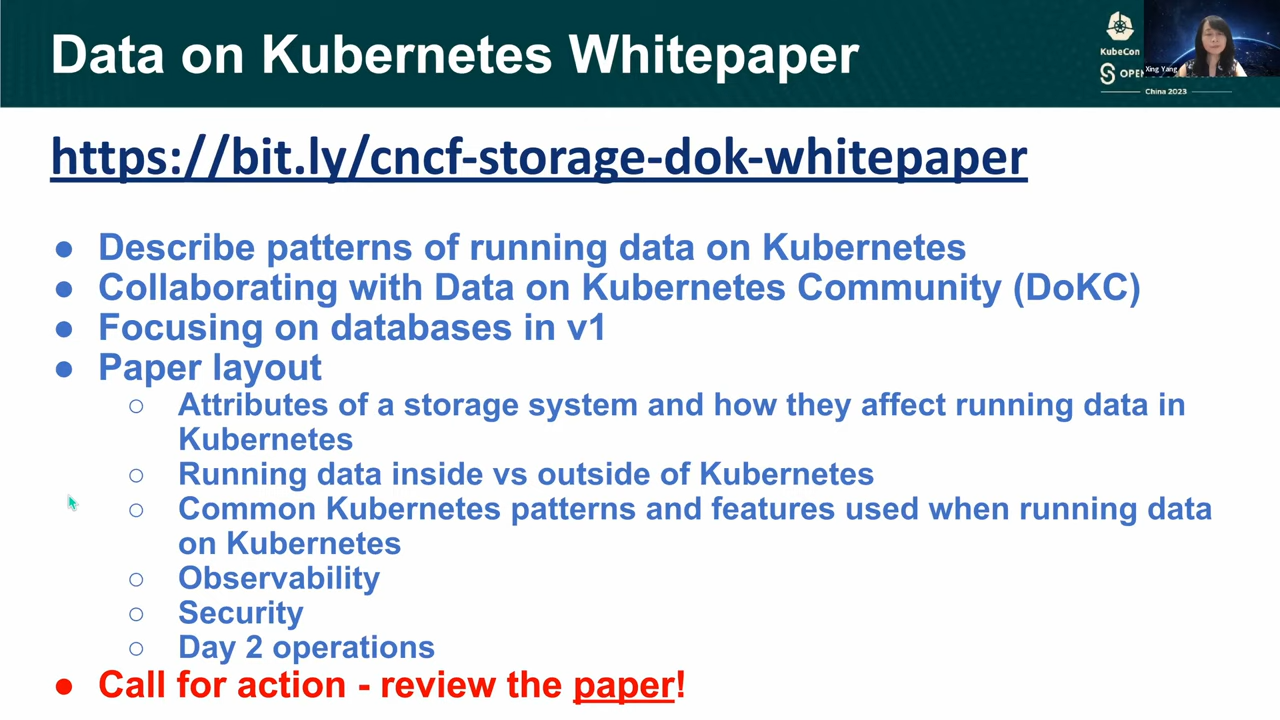 Data on Kubernetes Whitepaper
KubeCon
OPE
China 2023
Xing Yang
https://bit.ly/cncf-storage-dok-whitepaper
● Describe patterns of running data on Kubernetes
● Collaborating with Data on Kubernetes Community (DoKC)
● Focusing on databases in v1
● Paper layout
○ Attributes of a storage system and how they affect running data in
Kubernetes
○ Running data inside vs outside of Kubernetes
○ Common Kubernetes patterns and features used when running data
on Kubernetes
○ Observability
○ Security
○ Day 2 operations
● Call for action - review the paper!